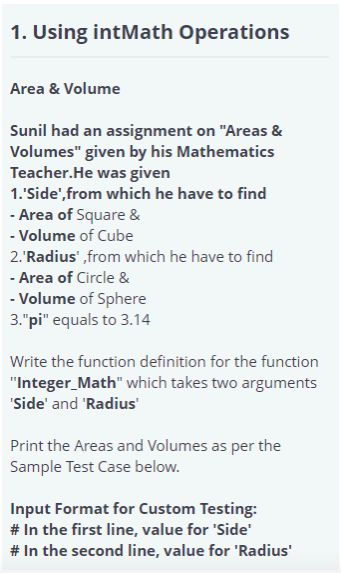 1. Using intMath Operations
Area & Volume
Sunil had an assignment on "Areas &
Volumes" given by his Mathematics
Teacher.He was given
1.'Side',from which he have to find
- Area of Square &
- Volume of Cube
2.'Radius' ,from which he have to find
- Area of Circle &
- Volume of Sphere
3."pi" equals to 3.14
Write the function definition for the function
"Integer_Math" which takes two arguments
'Side' and 'Radius'
Print the Areas and Volumes as per the
Sample Test Case below.
Input Format for Custom Testing:
# In the first line, value for 'Side'
# In the second line, value for 'Radius'